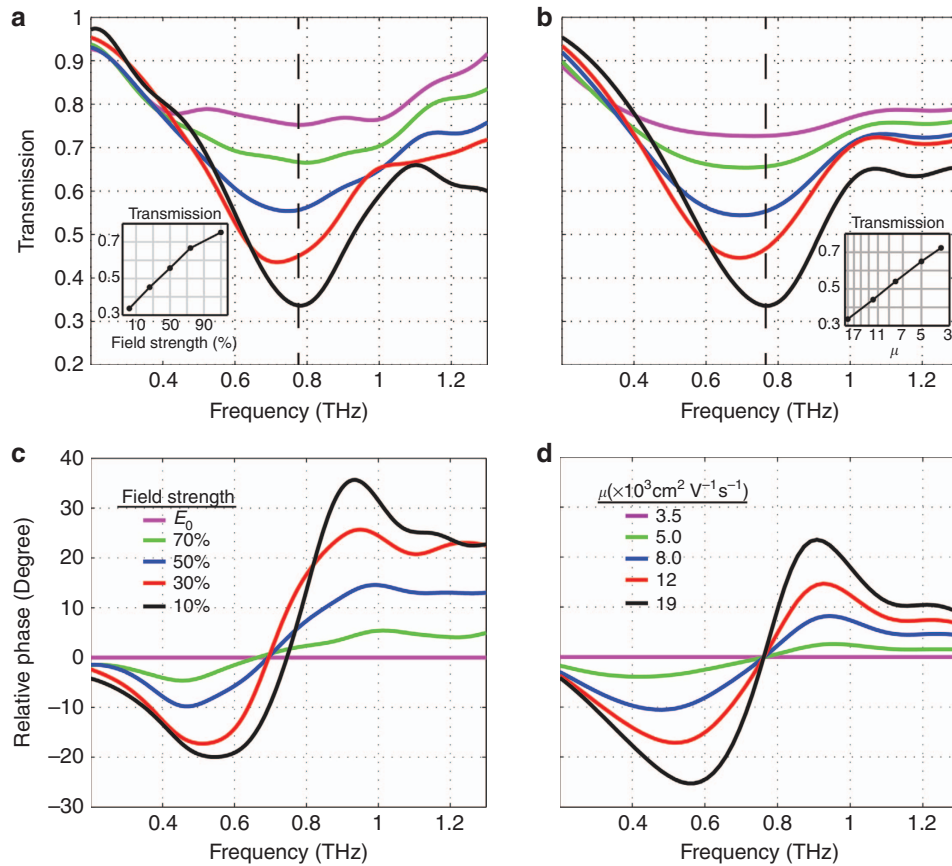 a
1
0.9
0.8
0.7
0.6
0.5
0.4
0.3
0.2
Transmission
0.4 0.6 0.8 1 1.2
Frequency (THz)
Transmission
0.7
0.5
0.3
10 50 90
Field strength (%)
b
0.4 0.6 0.8 1 1.2
Frequency (THz)
Transmission
0.7
0.5
0.3
17 11 7 5 3
μ
c
40
30
20
10
0
−10
−20
−30
Relative phase (Degree)
Field strength
E0
70%
50%
30%
10%
0.4 0.6 0.8 1 1.2
Frequency (THz)
d
μ(×10³cm² V⁻¹s⁻¹)
3.5
5.0
8.0
12
19
0.4 0.6 0.8 1 1.2
Frequency (THz)